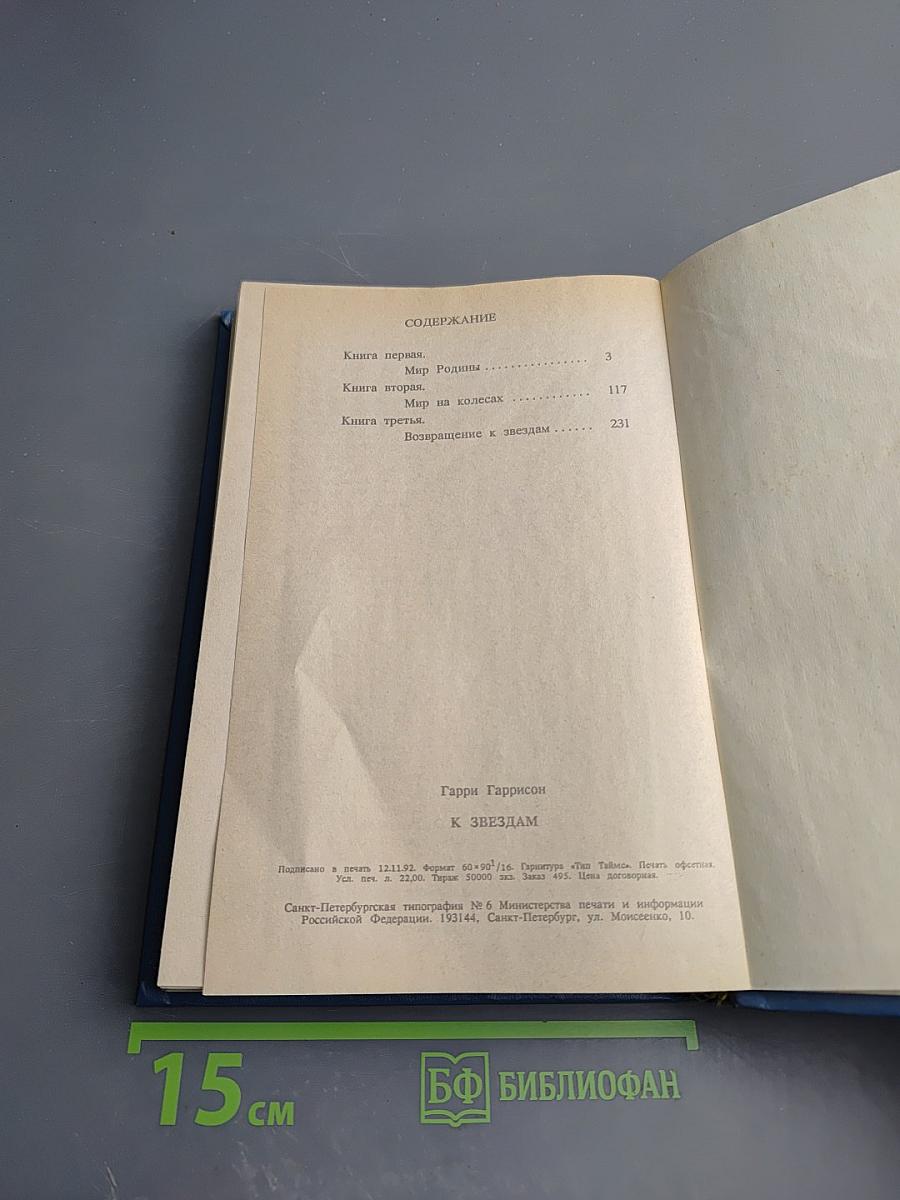 СОДЕРЖАНИЕ
Книга первая.
Мир Родины ................ 3
Книга вторая.
Мир на колесах ............ 117
Книга третья.
Возвращение к звездам ...... 231
Гарри Гаррисон
К ЗВЕЗДАМ
Подписано в печать 12.11.92. Формат 60×90¹/16. Гарнитура «Тип Таймс». Печать офсетная.
Усл. печ. л. 22,00. Тираж 50000 экз. Заказ 495. Цена договорная.
Санкт-Петербургская типография №6 Министерства печати и информации
Российской Федерации. 193144, Санкт-Петербург, ул. Моисеенко, 10.
15 см
БФ БИБЛИОФАН